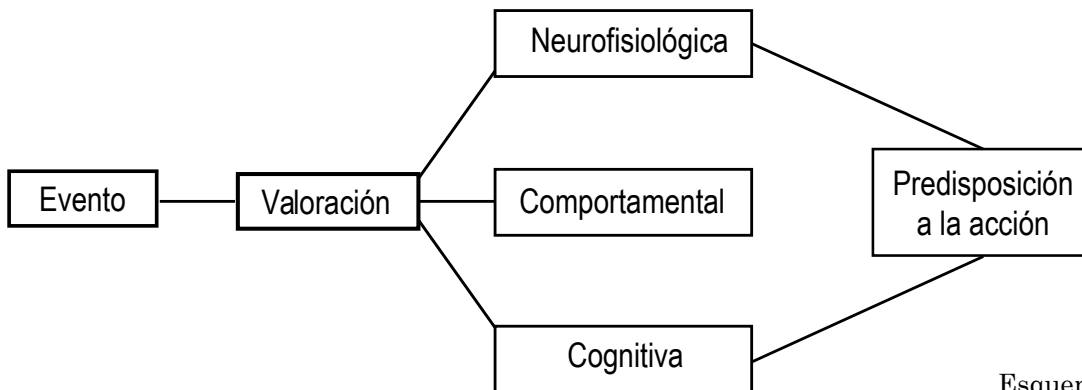 Neurofisiológica
Evento
Valoración
Comportamental
Predisposición
a la acción
Cognitiva